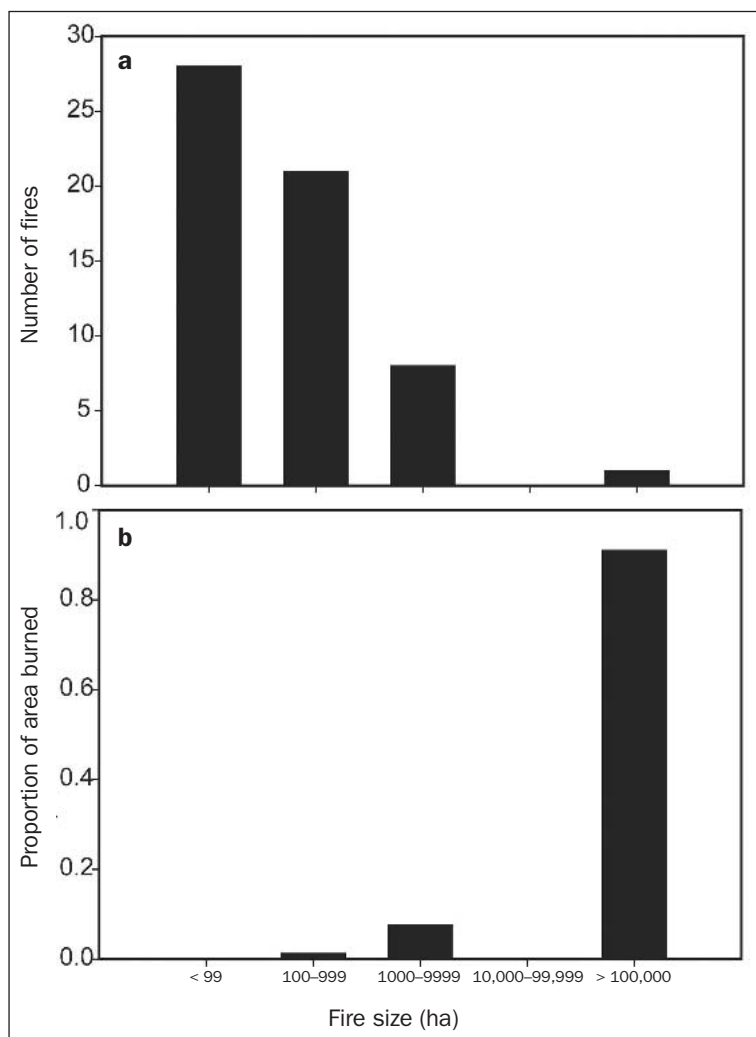 a
Number of fires
30
25
20
15
10
5
0
b
Proportion of area burned
1.0
0.8
0.6
0.4
0.2
0.0
< 99 100–999 1000–9999 10,000–99,999 > 100,000
Fire size (ha)